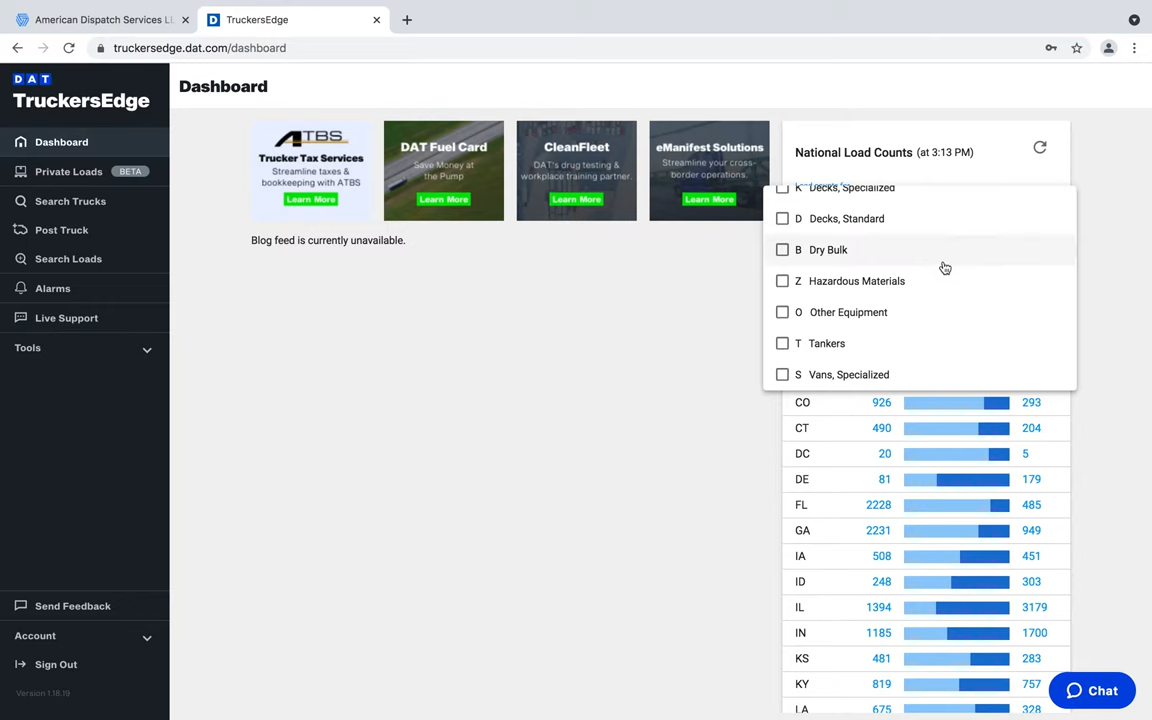 American Dispatch Services LL
TruckersEdge
truckersedge.dat.com/dashboard
DAT
TruckersEdge
Dashboard
Private Loads BETA
Search Trucks
Post Truck
Search Loads
Alarms
Live Support
Tools
Send Feedback
Account
Sign Out
Version 1.18.19
Dashboard
ATBS
Trucker Tax Services
Streamline taxes &
bookkeeping with ATBS
Learn More
DAT Fuel Card
Save Money at
the Pump
Learn More
CleanFleet
DAT's drug testing &
workplace training partner.
Learn More
eManifest Solutions
Streamline your cross-
border operations.
Learn More
Blog feed is currently unavailable.
National Load Counts (at 3:13 PM)
K Decks, Specialized
D Decks, Standard
B Dry Bulk
Z Hazardous Materials
O Other Equipment
T Tankers
S Vans, Specialized
CO 926 293
CT 490 204
DC 20 5
DE 81 179
FL 2228 485
GA 2231 949
IA 508 451
ID 248 303
IL 1394 3179
IN 1185 1700
KS 481 283
KY 819 757
LA 675 328
Chat